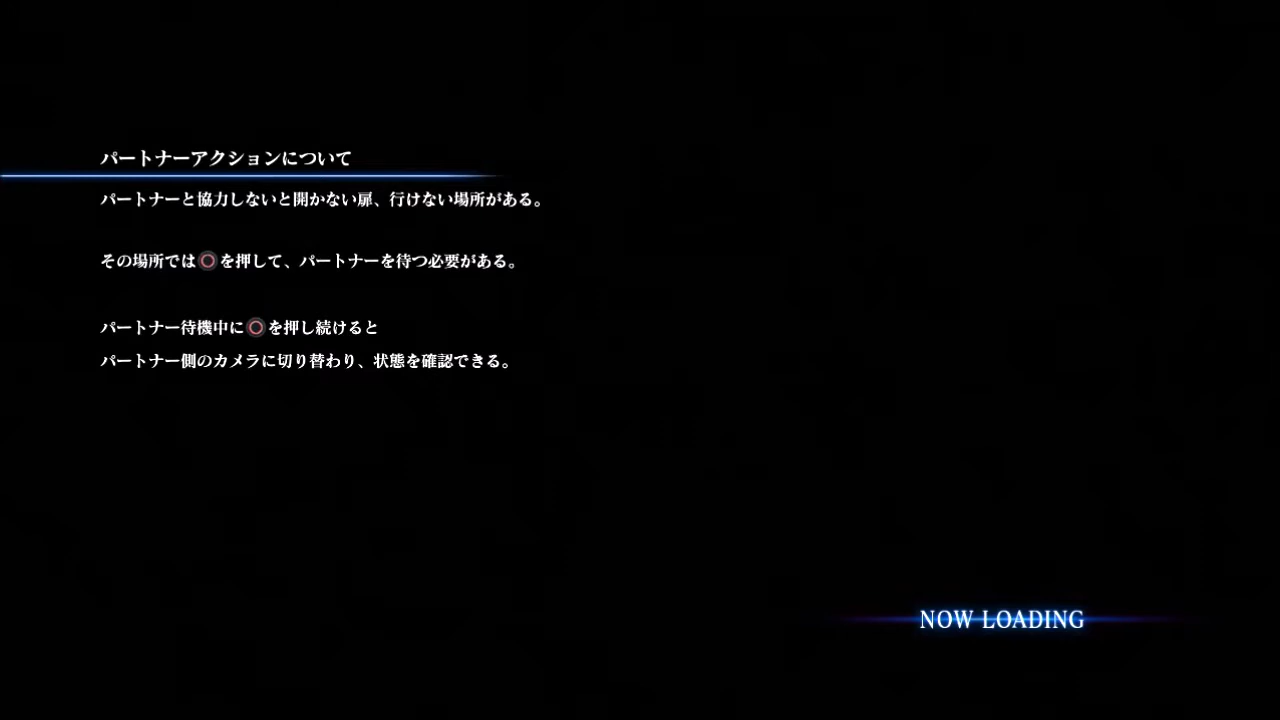 パートナーアクションについて
パートナーと協力しないと開かない扉、行けない場所がある。
その場所では○を押して、パートナーを待つ必要がある。
パートナー待機中に○を押し続けると
パートナー側のカメラに切り替わり、状態を確認できる。
NOW LOADING